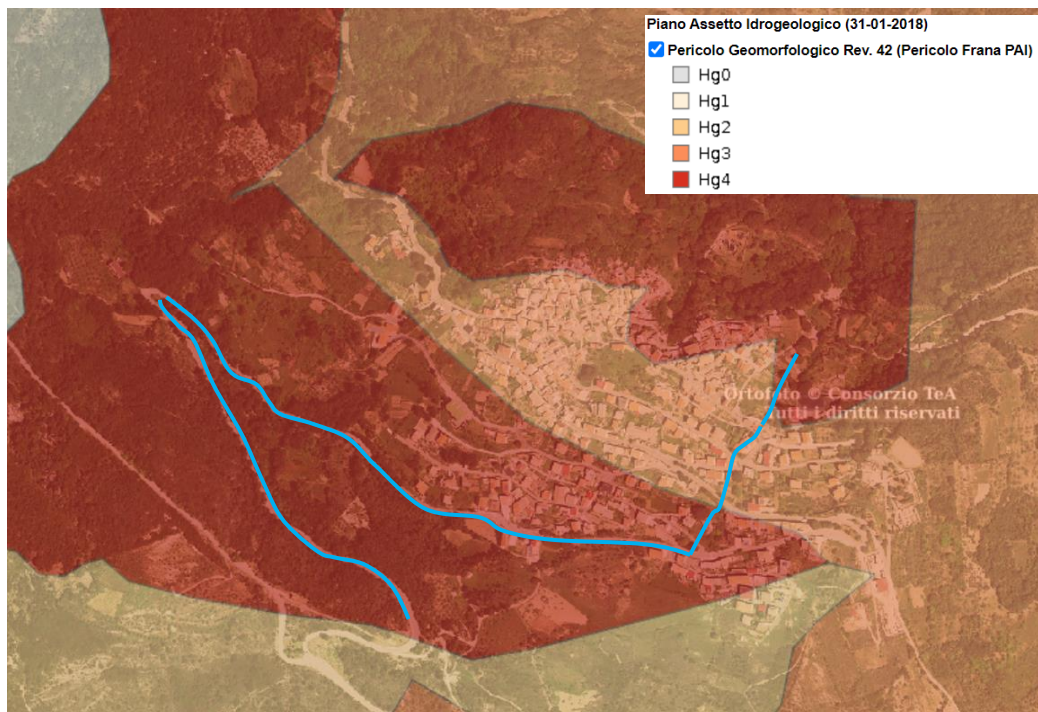 Piano Assetto Idrogeologico (31-01-2018)
Pericolo Geomorfologico Rev. 42 (Pericolo Frana PAI)
Hg0
Hg1
Hg2
Hg3
Hg4
Ortofoto © Consorzio TeA
Tutti i diritti riservati